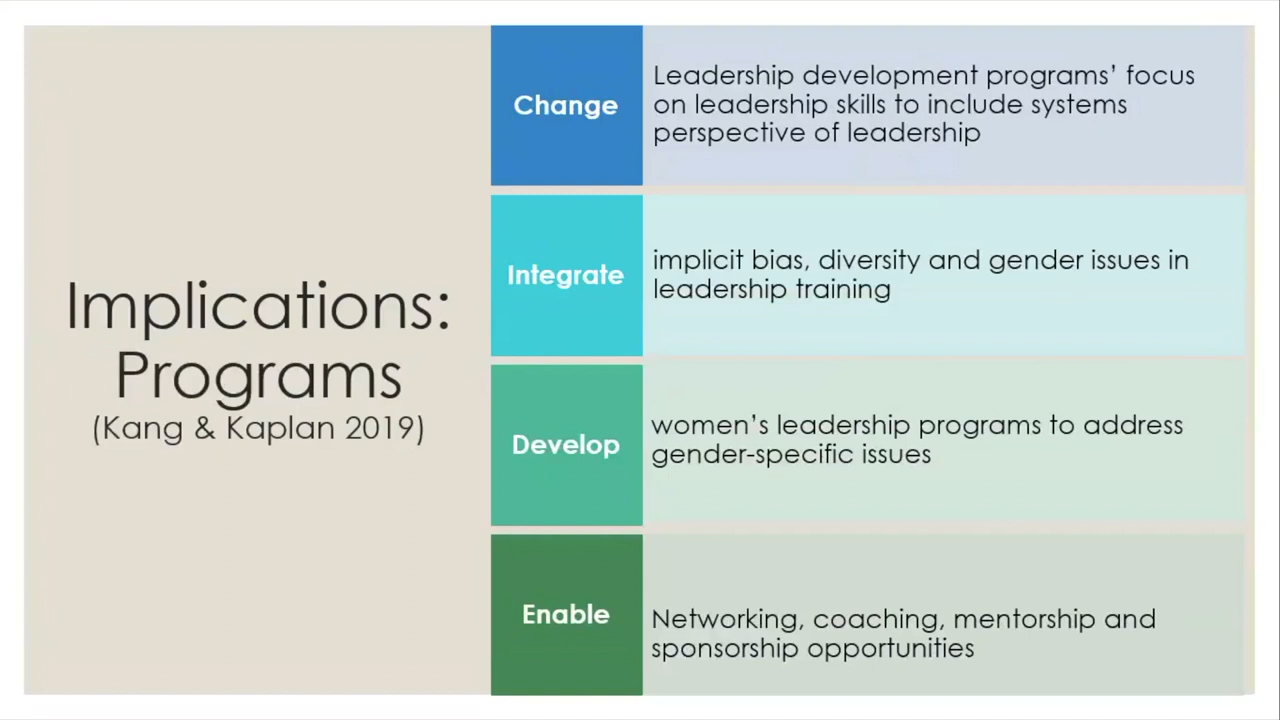 Implications:
Programs
(Kang & Kaplan 2019)
Change
Leadership development programs’ focus
on leadership skills to include systems
perspective of leadership
Integrate
implicit bias, diversity and gender issues in
leadership training
Develop
women’s leadership programs to address
gender-specific issues
Enable
Networking, coaching, mentorship and
sponsorship opportunities